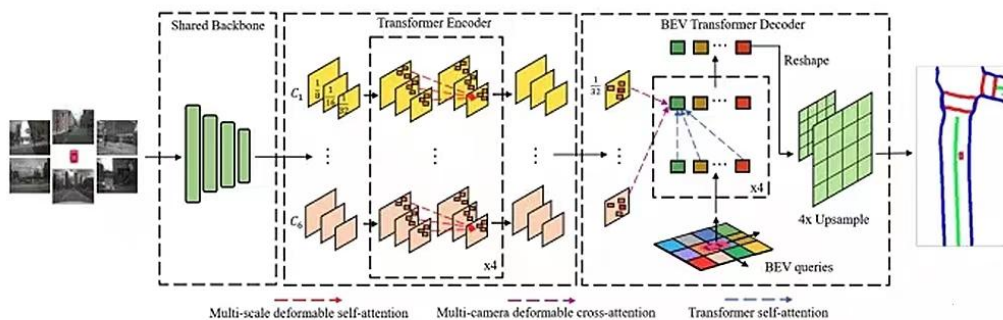 Shared Backbone
Transformer Encoder
BEV Transformer Decoder
C1
1/8
1/16
1/32
C6
x4
1/32
x4
Reshape
4x Upsample
BEV queries
Multi-scale deformable self-attention
Multi-camera deformable cross-attention
Transformer self-attention